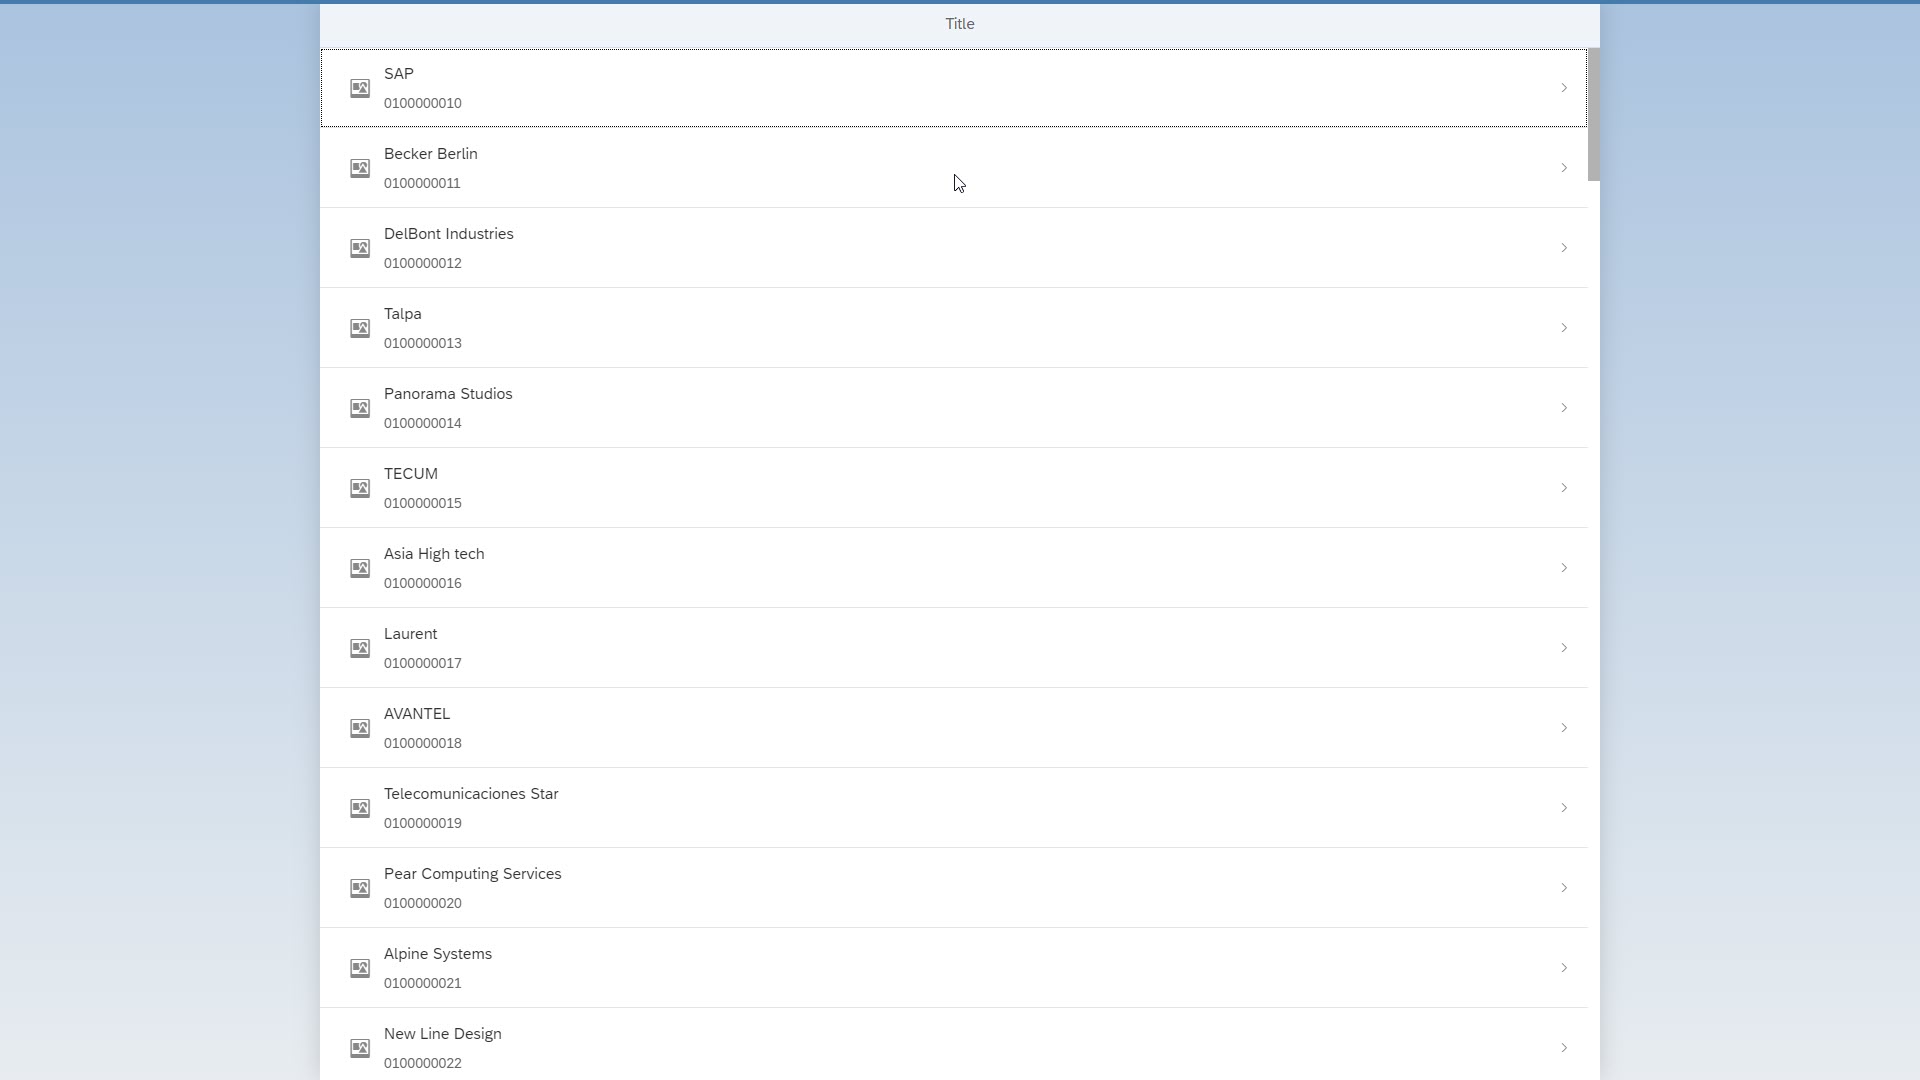 Title
SAP
0100000010
Becker Berlin
0100000011
DelBont Industries
0100000012
Talpa
0100000013
Panorama Studios
0100000014
TECUM
0100000015
Asia High tech
0100000016
Laurent
0100000017
AVANTEL
0100000018
Telecomunicaciones Star
0100000019
Pear Computing Services
0100000020
Alpine Systems
0100000021
New Line Design
0100000022